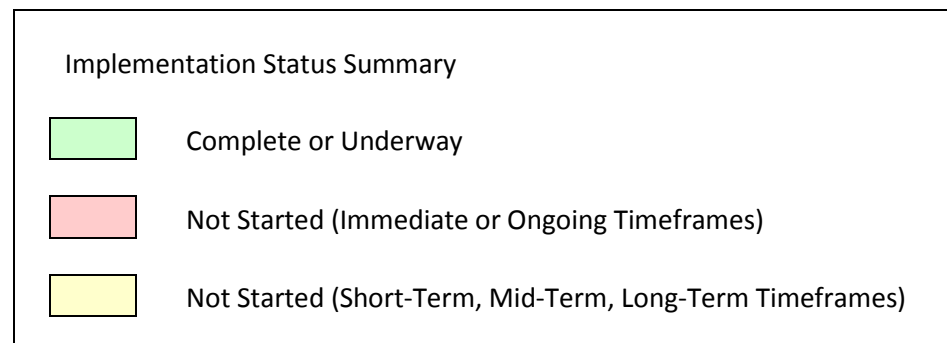 Implementation Status Summary
Complete or Underway
Not Started (Immediate or Ongoing Timeframes)
Not Started (Short-Term, Mid-Term, Long-Term Timeframes)